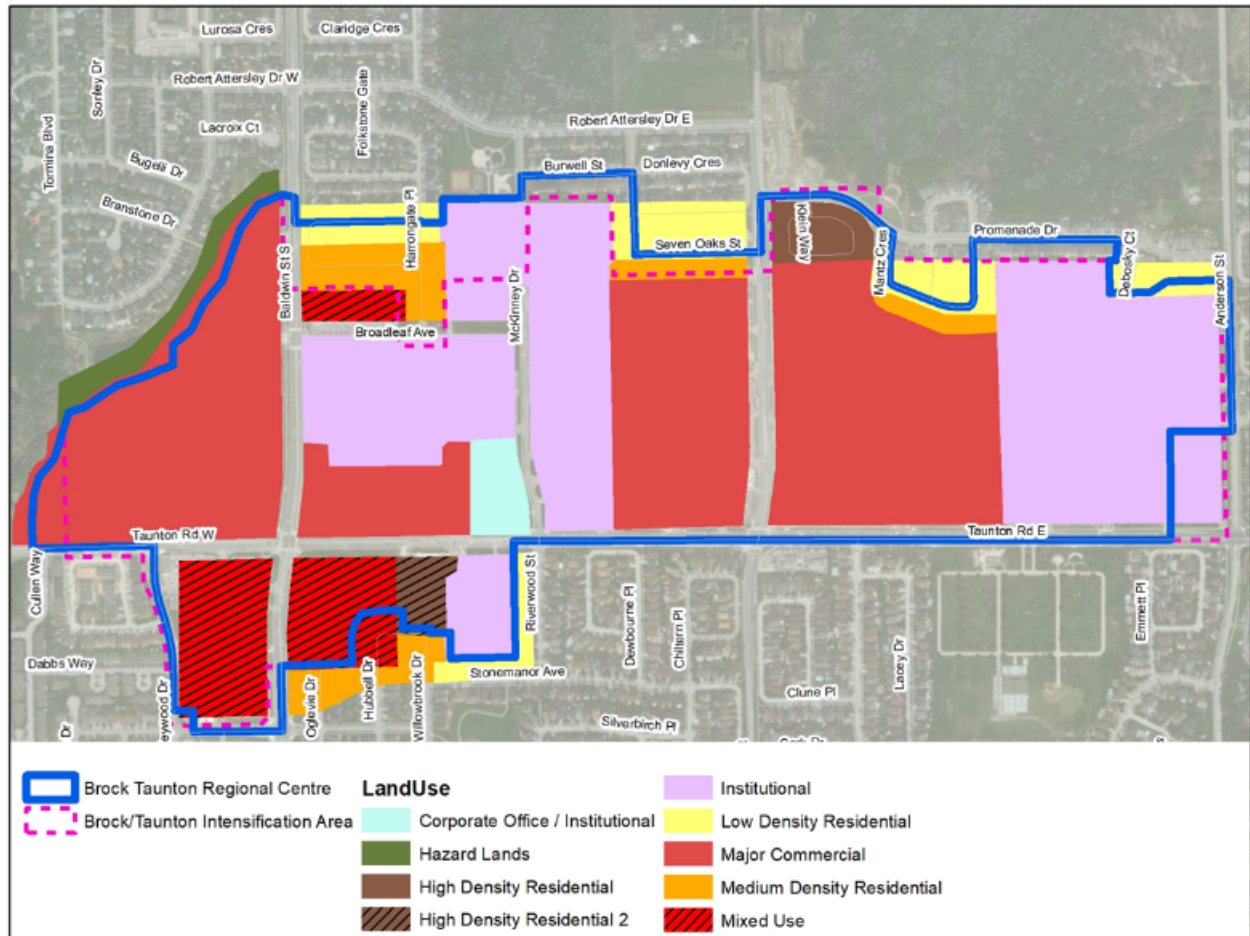 Lurosa Cres
Claridge Cres
Sorley Dr
Robert Attersley Dr W
Folkstone Gate
Tormina Blvd
Lacroix Ct
Robert Attersley Dr E
Bugelli Dr
Burwell St
Donlevy Cres
Branstone Dr
Harrongate Pl
Klein Way
Baldwin St S
Seven Oaks St
Promenade Dr
Mantz Cres
Debosky Ct
McKinney Dr
Anderson St
Broadleaf Ave
Taunton Rd W
Taunton Rd E
Cullen Way
Riverwood St
Dewbourne Pl
Chiltern Pl
Emmett Pl
Dabbs Way
Stonemanor Ave
Lacey Dr
eywood Dr
Oglevie Dr
Hubbell Dr
Willowbrook Dr
Clune Pl
Silverbirch Pl
Dr
Brock Taunton Regional Centre
Brock/Taunton Intensification Area
LandUse
Corporate Office / Institutional
Hazard Lands
High Density Residential
High Density Residential 2
Institutional
Low Density Residential
Major Commercial
Medium Density Residential
Mixed Use